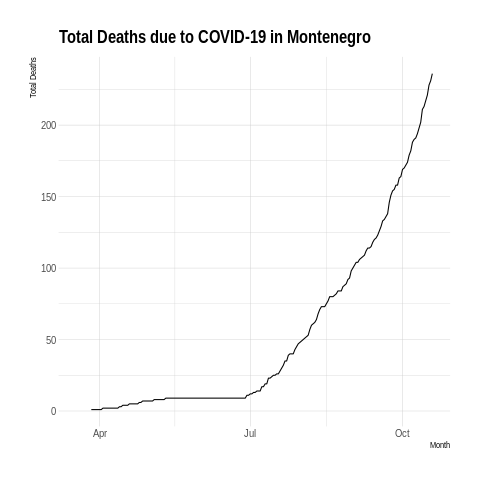 Total Deaths due to COVID-19 in Montenegro
Total Deaths
200
150
100
50
0
Apr
Jul
Oct
Month